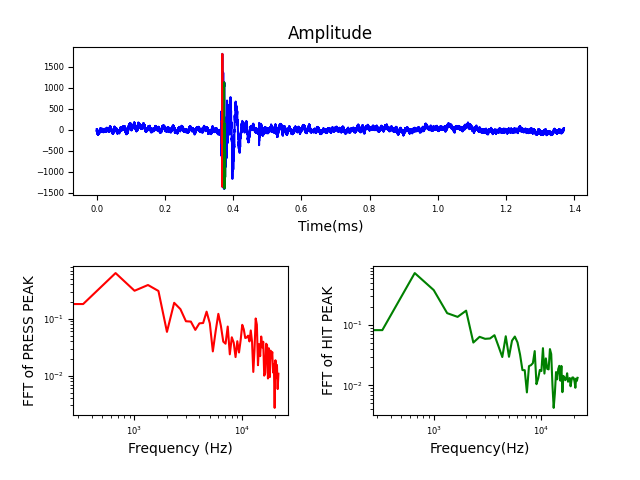 Amplitude
1500
1000
500
0
−500
−1000
−1500
0.0 0.2 0.4 0.6 0.8 1.0 1.2 1.4
Time(ms)
FFT of PRESS PEAK
10⁻¹
10⁻²
10³ 10⁴
Frequency (Hz)
FFT of HIT PEAK
10⁻¹
10⁻²
10³ 10⁴
Frequency(Hz)